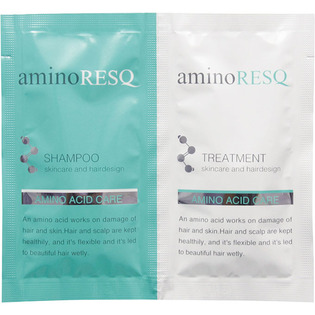 aminoRESQ
SHAMPOO
skincare and hairdesign
AMINO ACID CARE
An amino acid works on damage of
hair and skin.Hair and scalp are kept
healthily, and it's flexible and it's led
to beautiful hair wetly.
aminoRESQ
TREATMENT
skincare and hairdesign
AMINO ACID CARE
An amino acid works on damage of
hair and skin.Hair and scalp are kept
healthily, and it's flexible and it's led
to beautiful hair wetly.